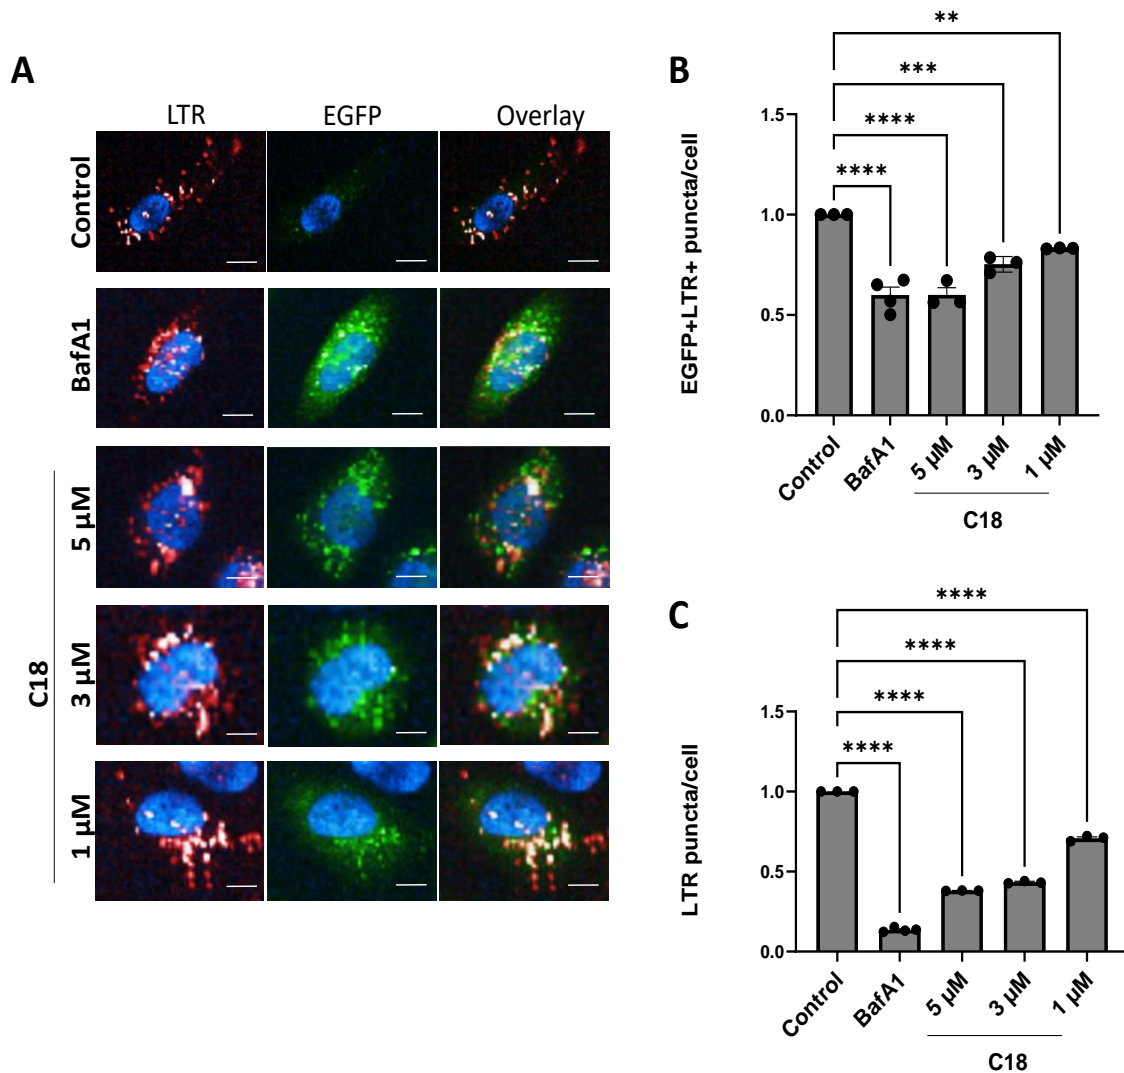 A
LTR EGFP Overlay
Control
BafA1
5 µM
3 µM
1 µM
C18
B
**
***
****
****
EGFP+LTR+ puncta/cell
1.5
1.0
0.5
0.0
Control BafA1 5 µM 3 µM 1 µM
C18
C
****
****
****
****
LTR puncta/cell
1.5
1.0
0.5
0.0
Control BafA1 5 µM 3 µM 1 µM
C18